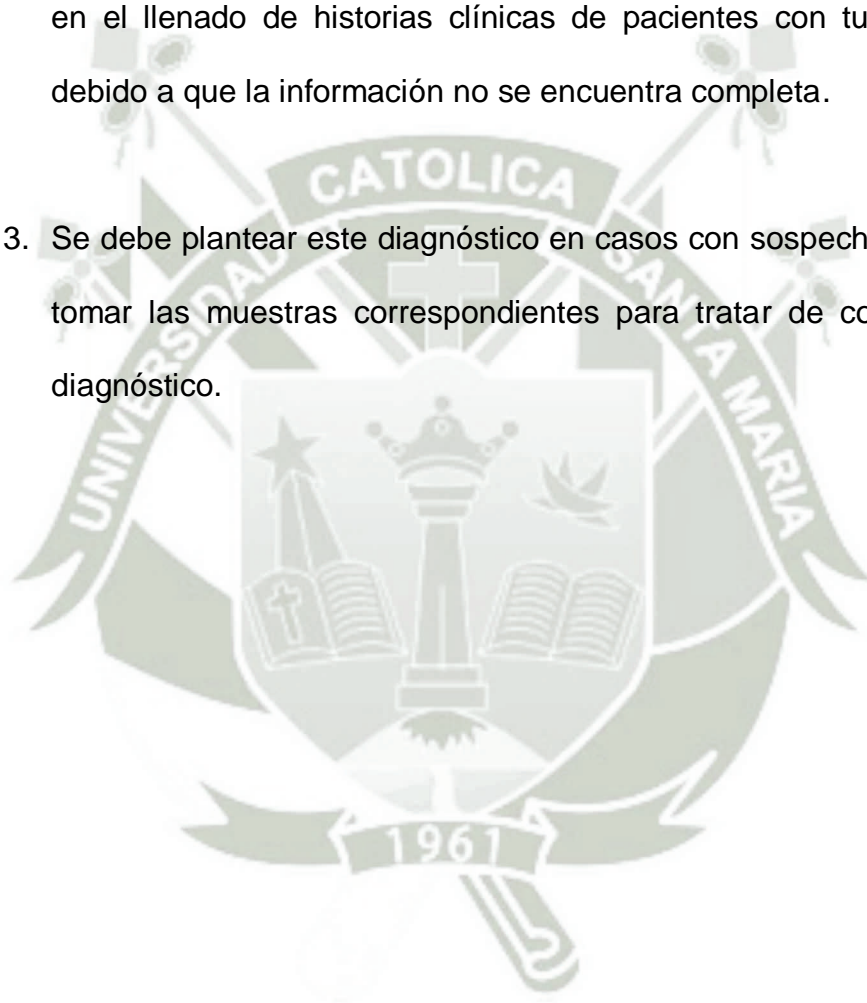 en el llenado de historias clínicas de pacientes con tu
debido a que la información no se encuentra completa.
CATOLICA
UNIVERSIDAD
SANTA MARIA
3. Se debe plantear este diagnóstico en casos con sospech
tomar las muestras correspondientes para tratar de co
diagnóstico.
1961